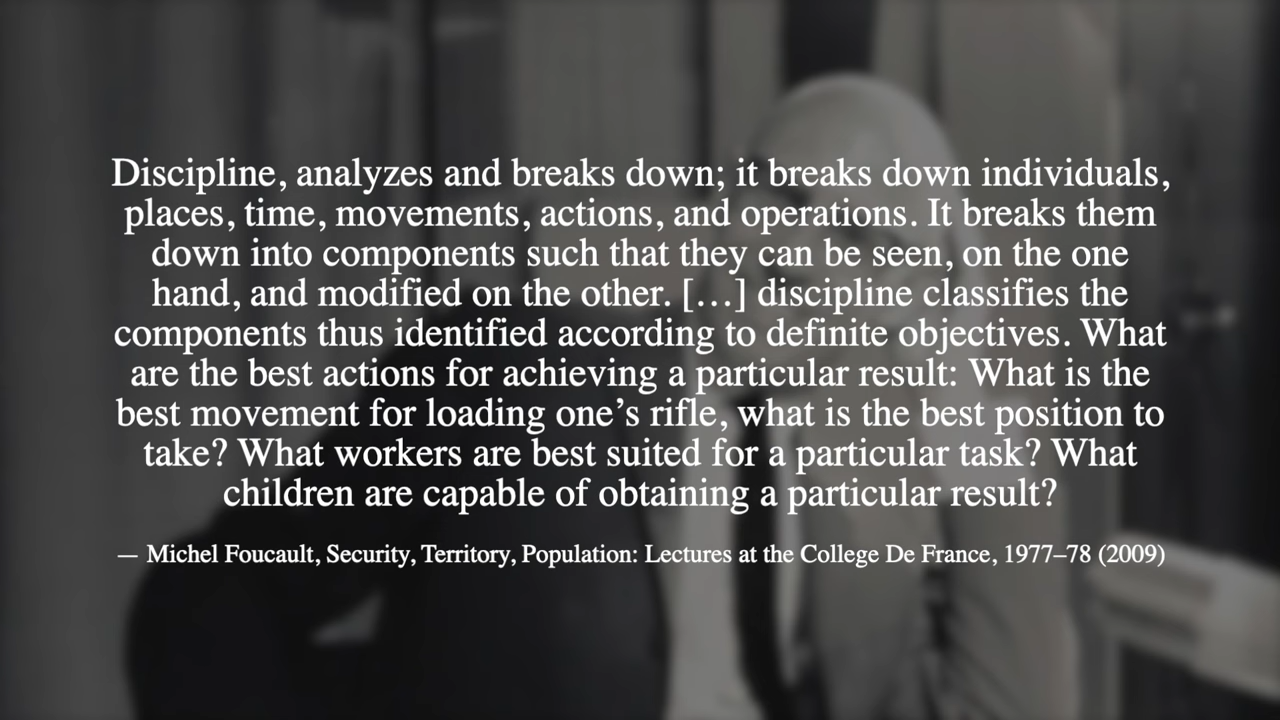 Discipline, analyzes and breaks down; it breaks down individuals,
places, time, movements, actions, and operations. It breaks them
down into components such that they can be seen, on the one
hand, and modified on the other. […] discipline classifies the
components thus identified according to definite objectives. What
are the best actions for achieving a particular result: What is the
best movement for loading one’s rifle, what is the best position to
take? What workers are best suited for a particular task? What
children are capable of obtaining a particular result?
— Michel Foucault, Security, Territory, Population: Lectures at the College De France, 1977–78 (2009)